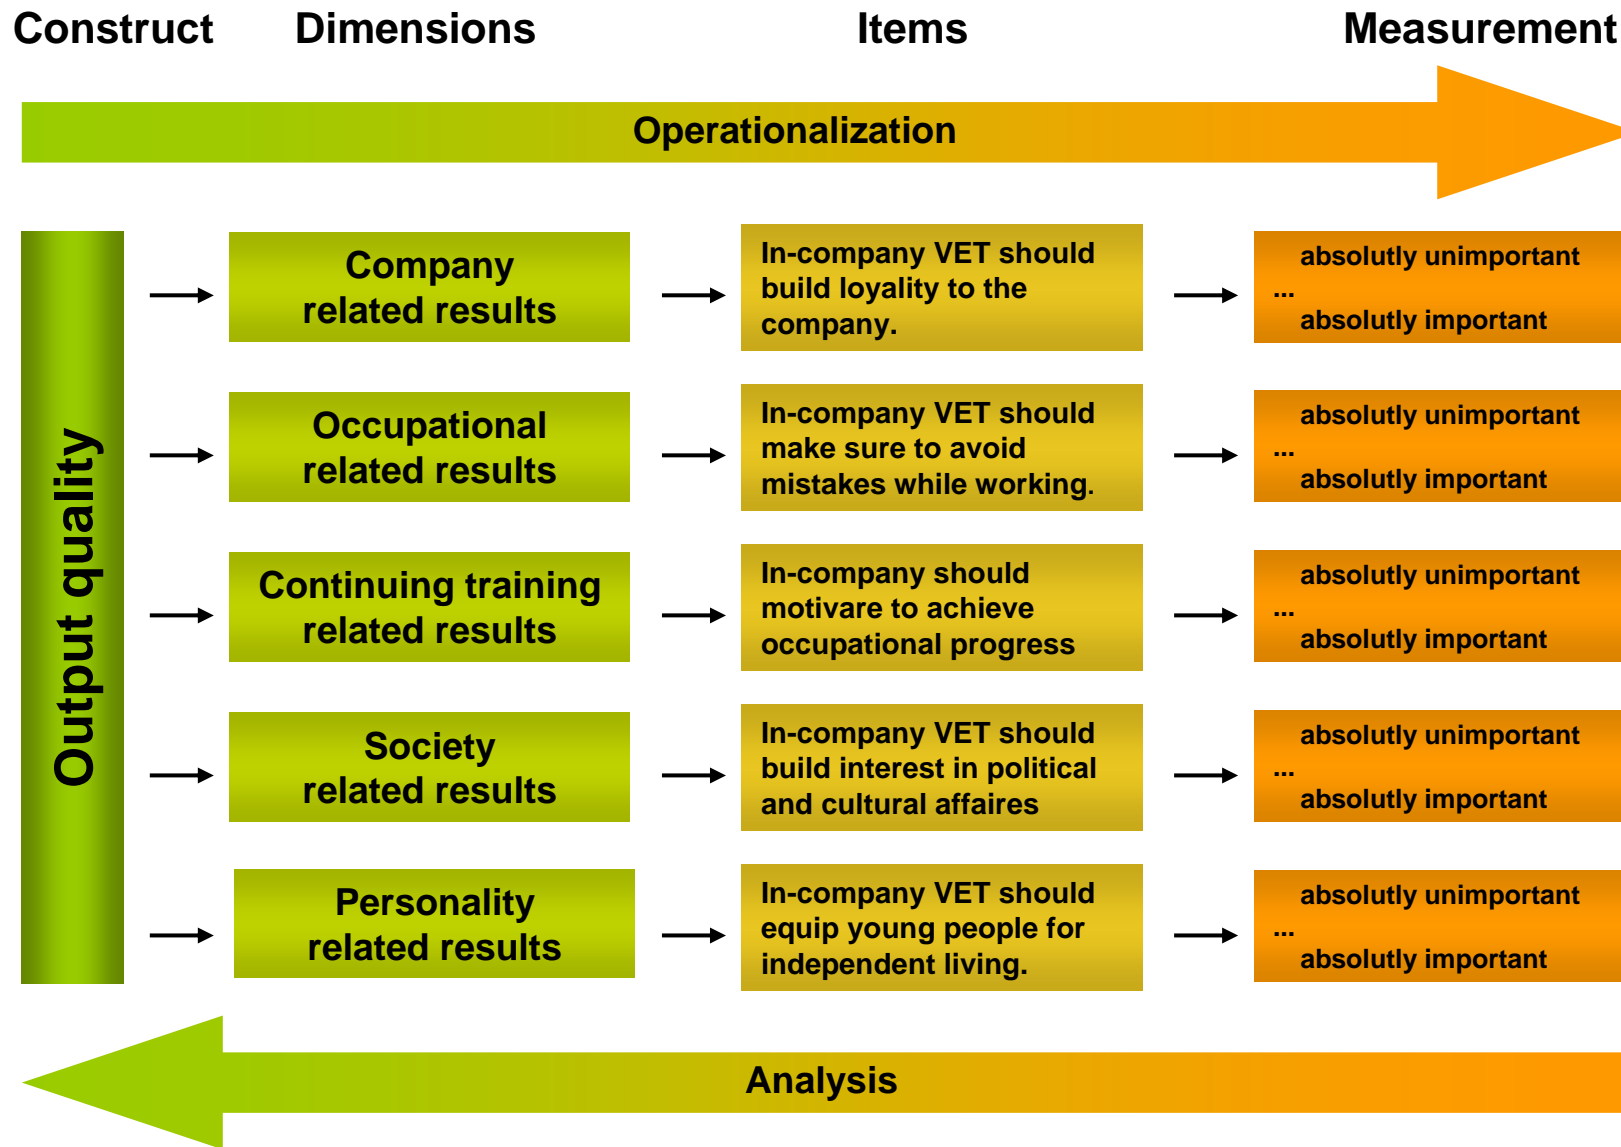 Construct Dimensions Items Measurement
Operationalization
Output quality
Company
related results
In-company VET should
build loyality to the
company.
absolutly unimportant
...
absolutly important
Occupational
related results
In-company VET should
make sure to avoid
mistakes while working.
absolutly unimportant
...
absolutly important
Continuing training
related results
In-company should
motivare to achieve
occupational progress
absolutly unimportant
...
absolutly important
Society
related results
In-company VET should
build interest in political
and cultural affaires
absolutly unimportant
...
absolutly important
Personality
related results
In-company VET should
equip young people for
independent living.
absolutly unimportant
...
absolutly important
Analysis